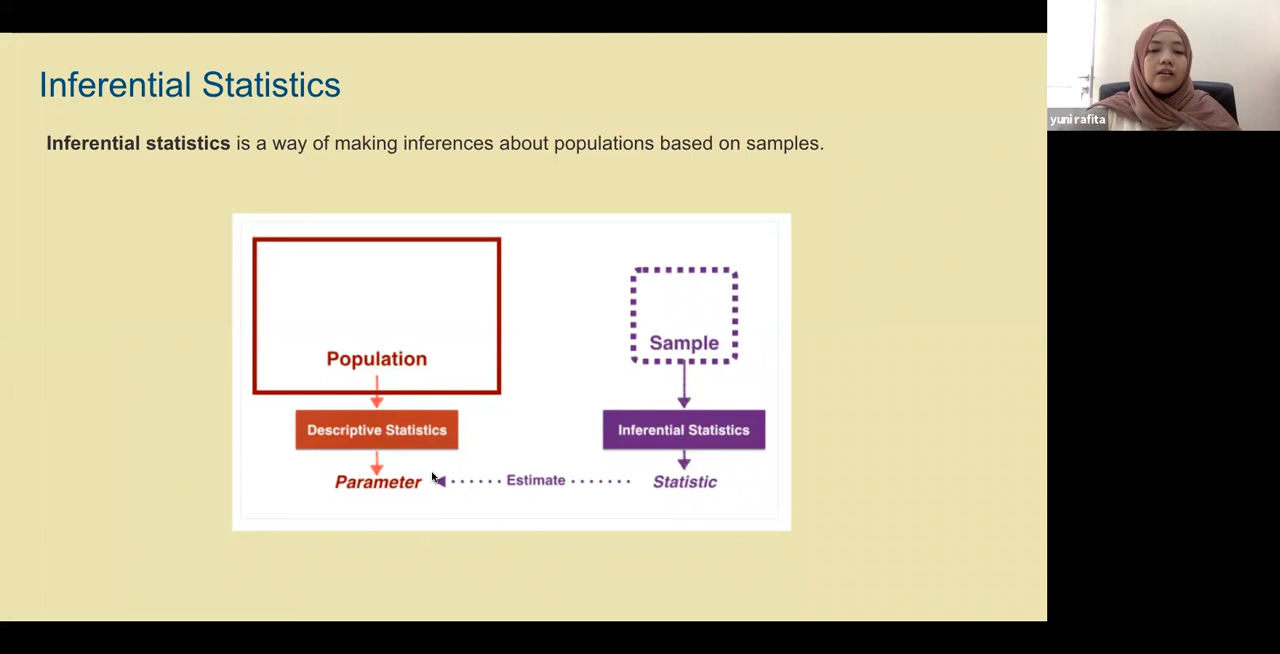 Inferential Statistics
Inferential statistics is a way of making inferences about populations based on samples.
Population
Descriptive Statistics
Parameter
Sample
Inferential Statistics
Statistic
Estimate
yuni rafita